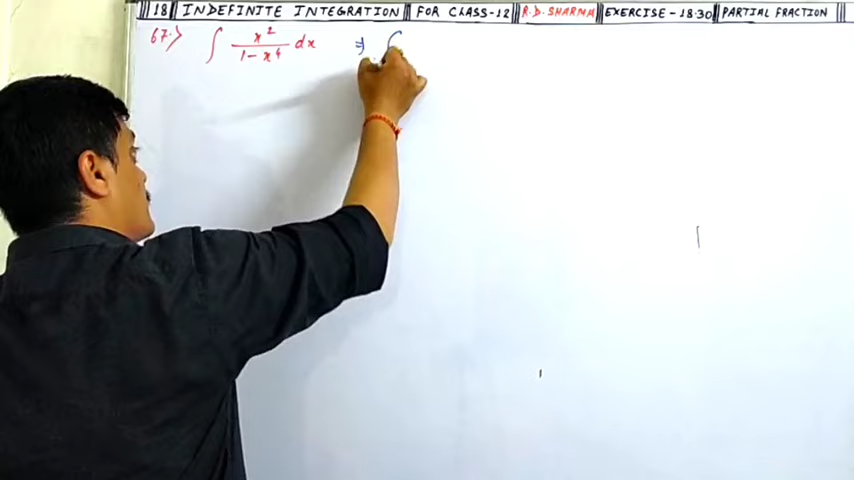 18 | INDEFINITE INTEGRATION | FOR CLASS-12 | R.D. SHARMA | EXERCISE - 18.30 | PARTIAL FRACTION
67.> ∫ x²/(1 - x⁴) dx ⇒ ∫